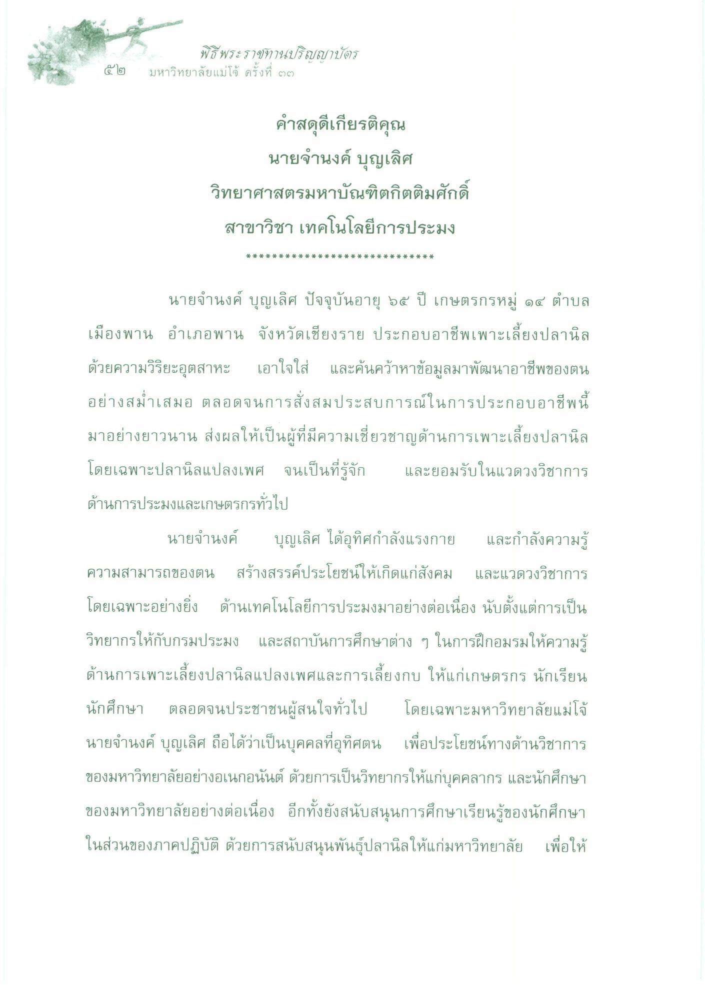 พิธีพระราชทานปริญญาบัตร
๕๒ มหาวิทยาลัยแม่โจ้ ครั้งที่ ๓๓
คำสดุดีเกียรติคุณ
นายจำนงค์ บุญเลิศ
วิทยาศาสตรมหาบัณฑิตกิตติมศักดิ์
สาขาวิชา เทคโนโลยีการประมง
*****************************
นายจำนงค์ บุญเลิศ ปัจจุบันอายุ ๖๕ ปี เกษตรกรหมู่ ๑๔ ตำบล
เมืองพาน อำเภอพาน จังหวัดเชียงราย ประกอบอาชีพเพาะเลี้ยงปลานิล
ด้วยความวิริยะอุตสาหะ เอาใจใส่ และค้นคว้าหาข้อมูลมาพัฒนาอาชีพของตน
อย่างสม่ำเสมอ ตลอดจนการสั่งสมประสบการณ์ในการประกอบอาชีพนี้
มาอย่างยาวนาน ส่งผลให้เป็นผู้ที่มีความเชี่ยวชาญด้านการเพาะเลี้ยงปลานิล
โดยเฉพาะปลานิลแปลงเพศ จนเป็นที่รู้จัก และยอมรับในแวดวงวิชาการ
ด้านการประมงและเกษตรกรทั่วไป
นายจำนงค์ บุญเลิศ ได้อุทิศกำลังแรงกาย และกำลังความรู้
ความสามารถของตน สร้างสรรค์ประโยชน์ให้เกิดแก่สังคม และแวดวงวิชาการ
โดยเฉพาะอย่างยิ่ง ด้านเทคโนโลยีการประมงมาอย่างต่อเนื่อง นับตั้งแต่การเป็น
วิทยากรให้กับกรมประมง และสถาบันการศึกษาต่าง ๆ ในการฝึกอมรมให้ความรู้
ด้านการเพาะเลี้ยงปลานิลแปลงเพศและการเลี้ยงกบ ให้แก่เกษตรกร นักเรียน
นักศึกษา ตลอดจนประชาชนผู้สนใจทั่วไป โดยเฉพาะมหาวิทยาลัยแม่โจ้
นายจำนงค์ บุญเลิศ ถือได้ว่าเป็นบุคคลที่อุทิศตน เพื่อประโยชน์ทางด้านวิชาการ
ของมหาวิทยาลัยอย่างอเนกอนันต์ ด้วยการเป็นวิทยากรให้แก่บุคคลากร และนักศึกษา
ของมหาวิทยาลัยอย่างต่อเนื่อง อีกทั้งยังสนับสนุนการศึกษาเรียนรู้ของนักศึกษา
ในส่วนของภาคปฏิบัติ ด้วยการสนับสนุนพันธุ์ปลานิลให้แก่มหาวิทยาลัย เพื่อให้